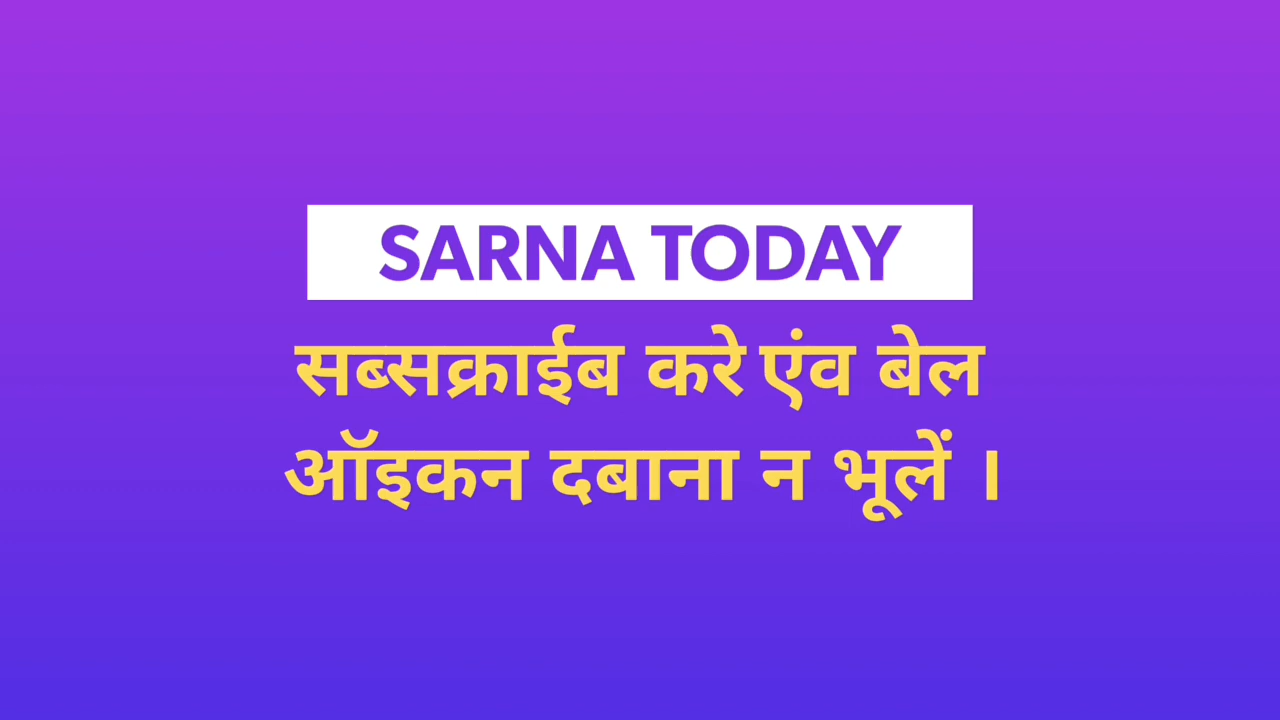 SARNA TODAY
सब्सक्राईब करे एंव बेल
ऑइकन दबाना न भूलें ।